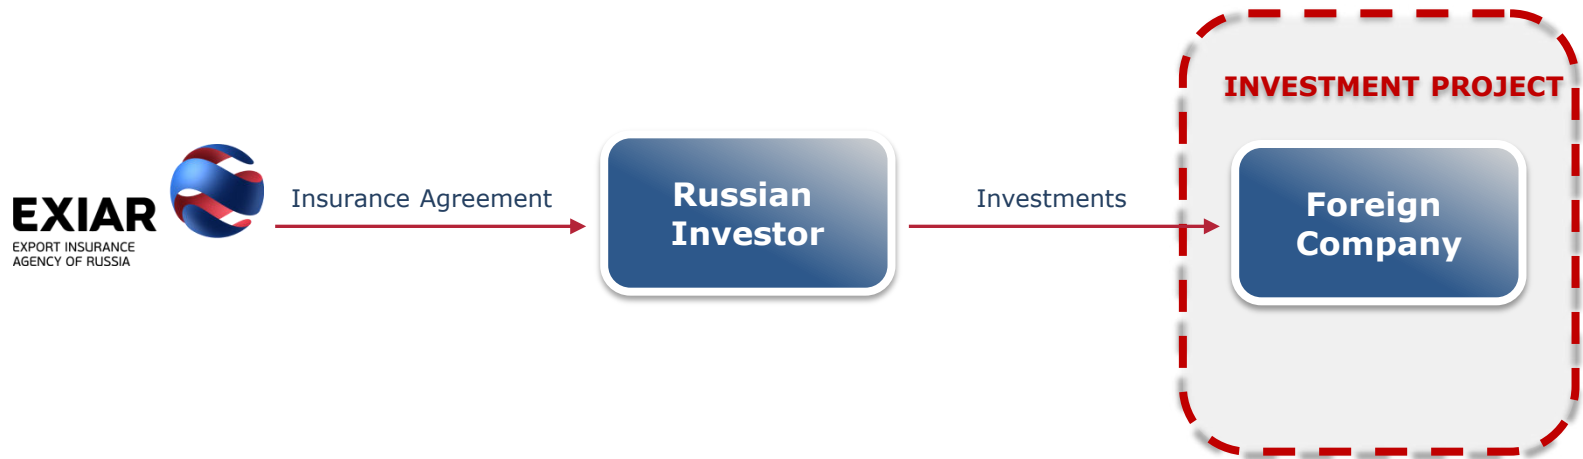 EXIAR
EXPORT INSURANCE
AGENCY OF RUSSIA
Insurance Agreement
Russian
Investor
Investments
INVESTMENT PROJECT
Foreign
Company